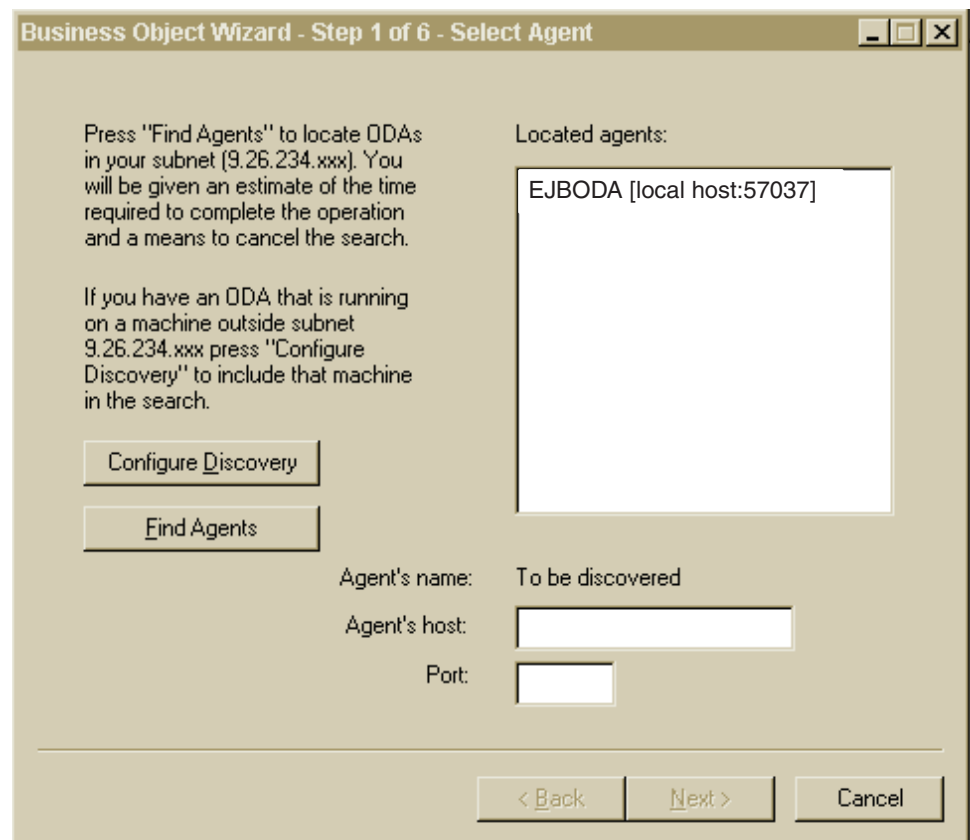 Business Object Wizard - Step 1 of 6 - Select Agent
Press "Find Agents" to locate ODAs
in your subnet (9.26.234.xxx). You
will be given an estimate of the time
required to complete the operation
and a means to cancel the search.
If you have an ODA that is running
on a machine outside subnet
9.26.234.xxx press "Configure
Discovery" to include that machine
in the search.
Configure Discovery
Find Agents
Located agents:
EJBODA [local host:57037]
Agent's name: To be discovered
Agent's host:
Port:
< Back
Next >
Cancel